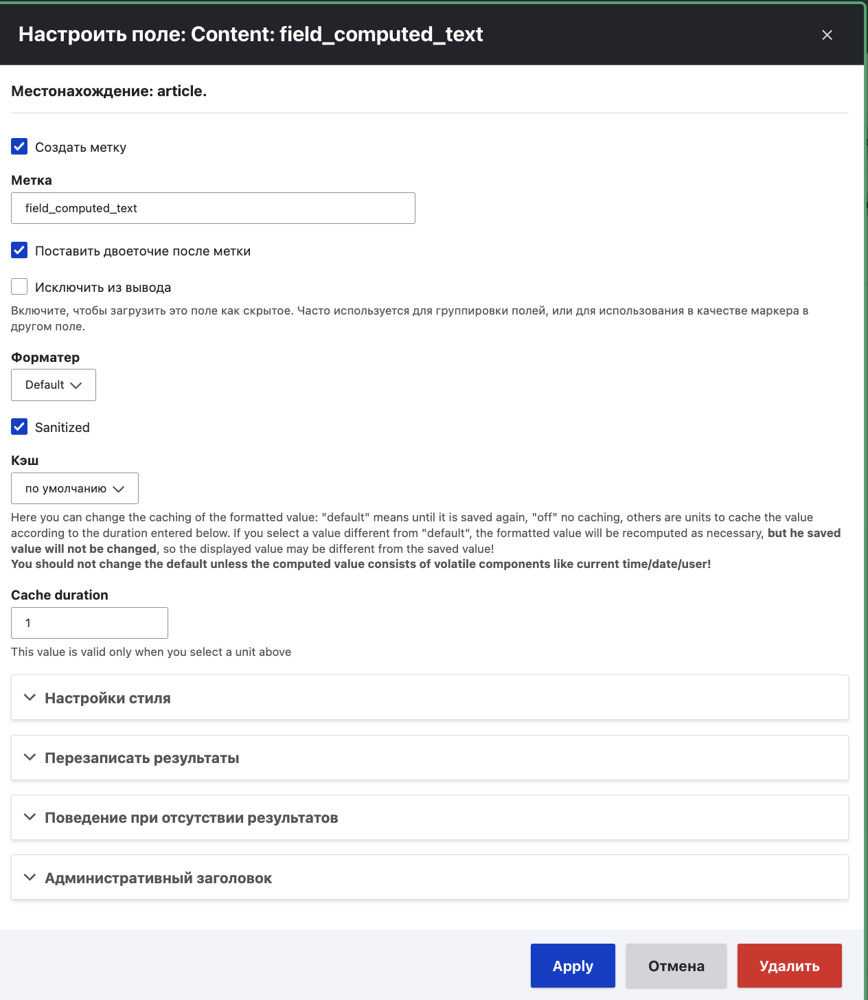 Настроить поле: Content: field_computed_text
Местонахождение: article.
Создать метку
Метка
field_computed_text
Поставить двоеточие после метки
Исключить из вывода
Включите, чтобы загрузить это поле как скрытое. Часто используется для группировки полей, или для использования в качестве маркера в
другом поле.
Форматер
Default
Sanitized
Кэш
по умолчанию
Here you can change the caching of the formatted value: "default" means until it is saved again, "off" no caching, others are units to cache the value
according to the duration entered below. If you select a value different from "default", the formatted value will be recomputed as necessary, but he saved
value will not be changed, so the displayed value may be different from the saved value!
You should not change the default unless the computed value consists of volatile components like current time/date/user!
Cache duration
1
This value is valid only when you select a unit above
Настройки стиля
Перезаписать результаты
Поведение при отсутствии результатов
Административный заголовок
Apply
Отмена
Удалить